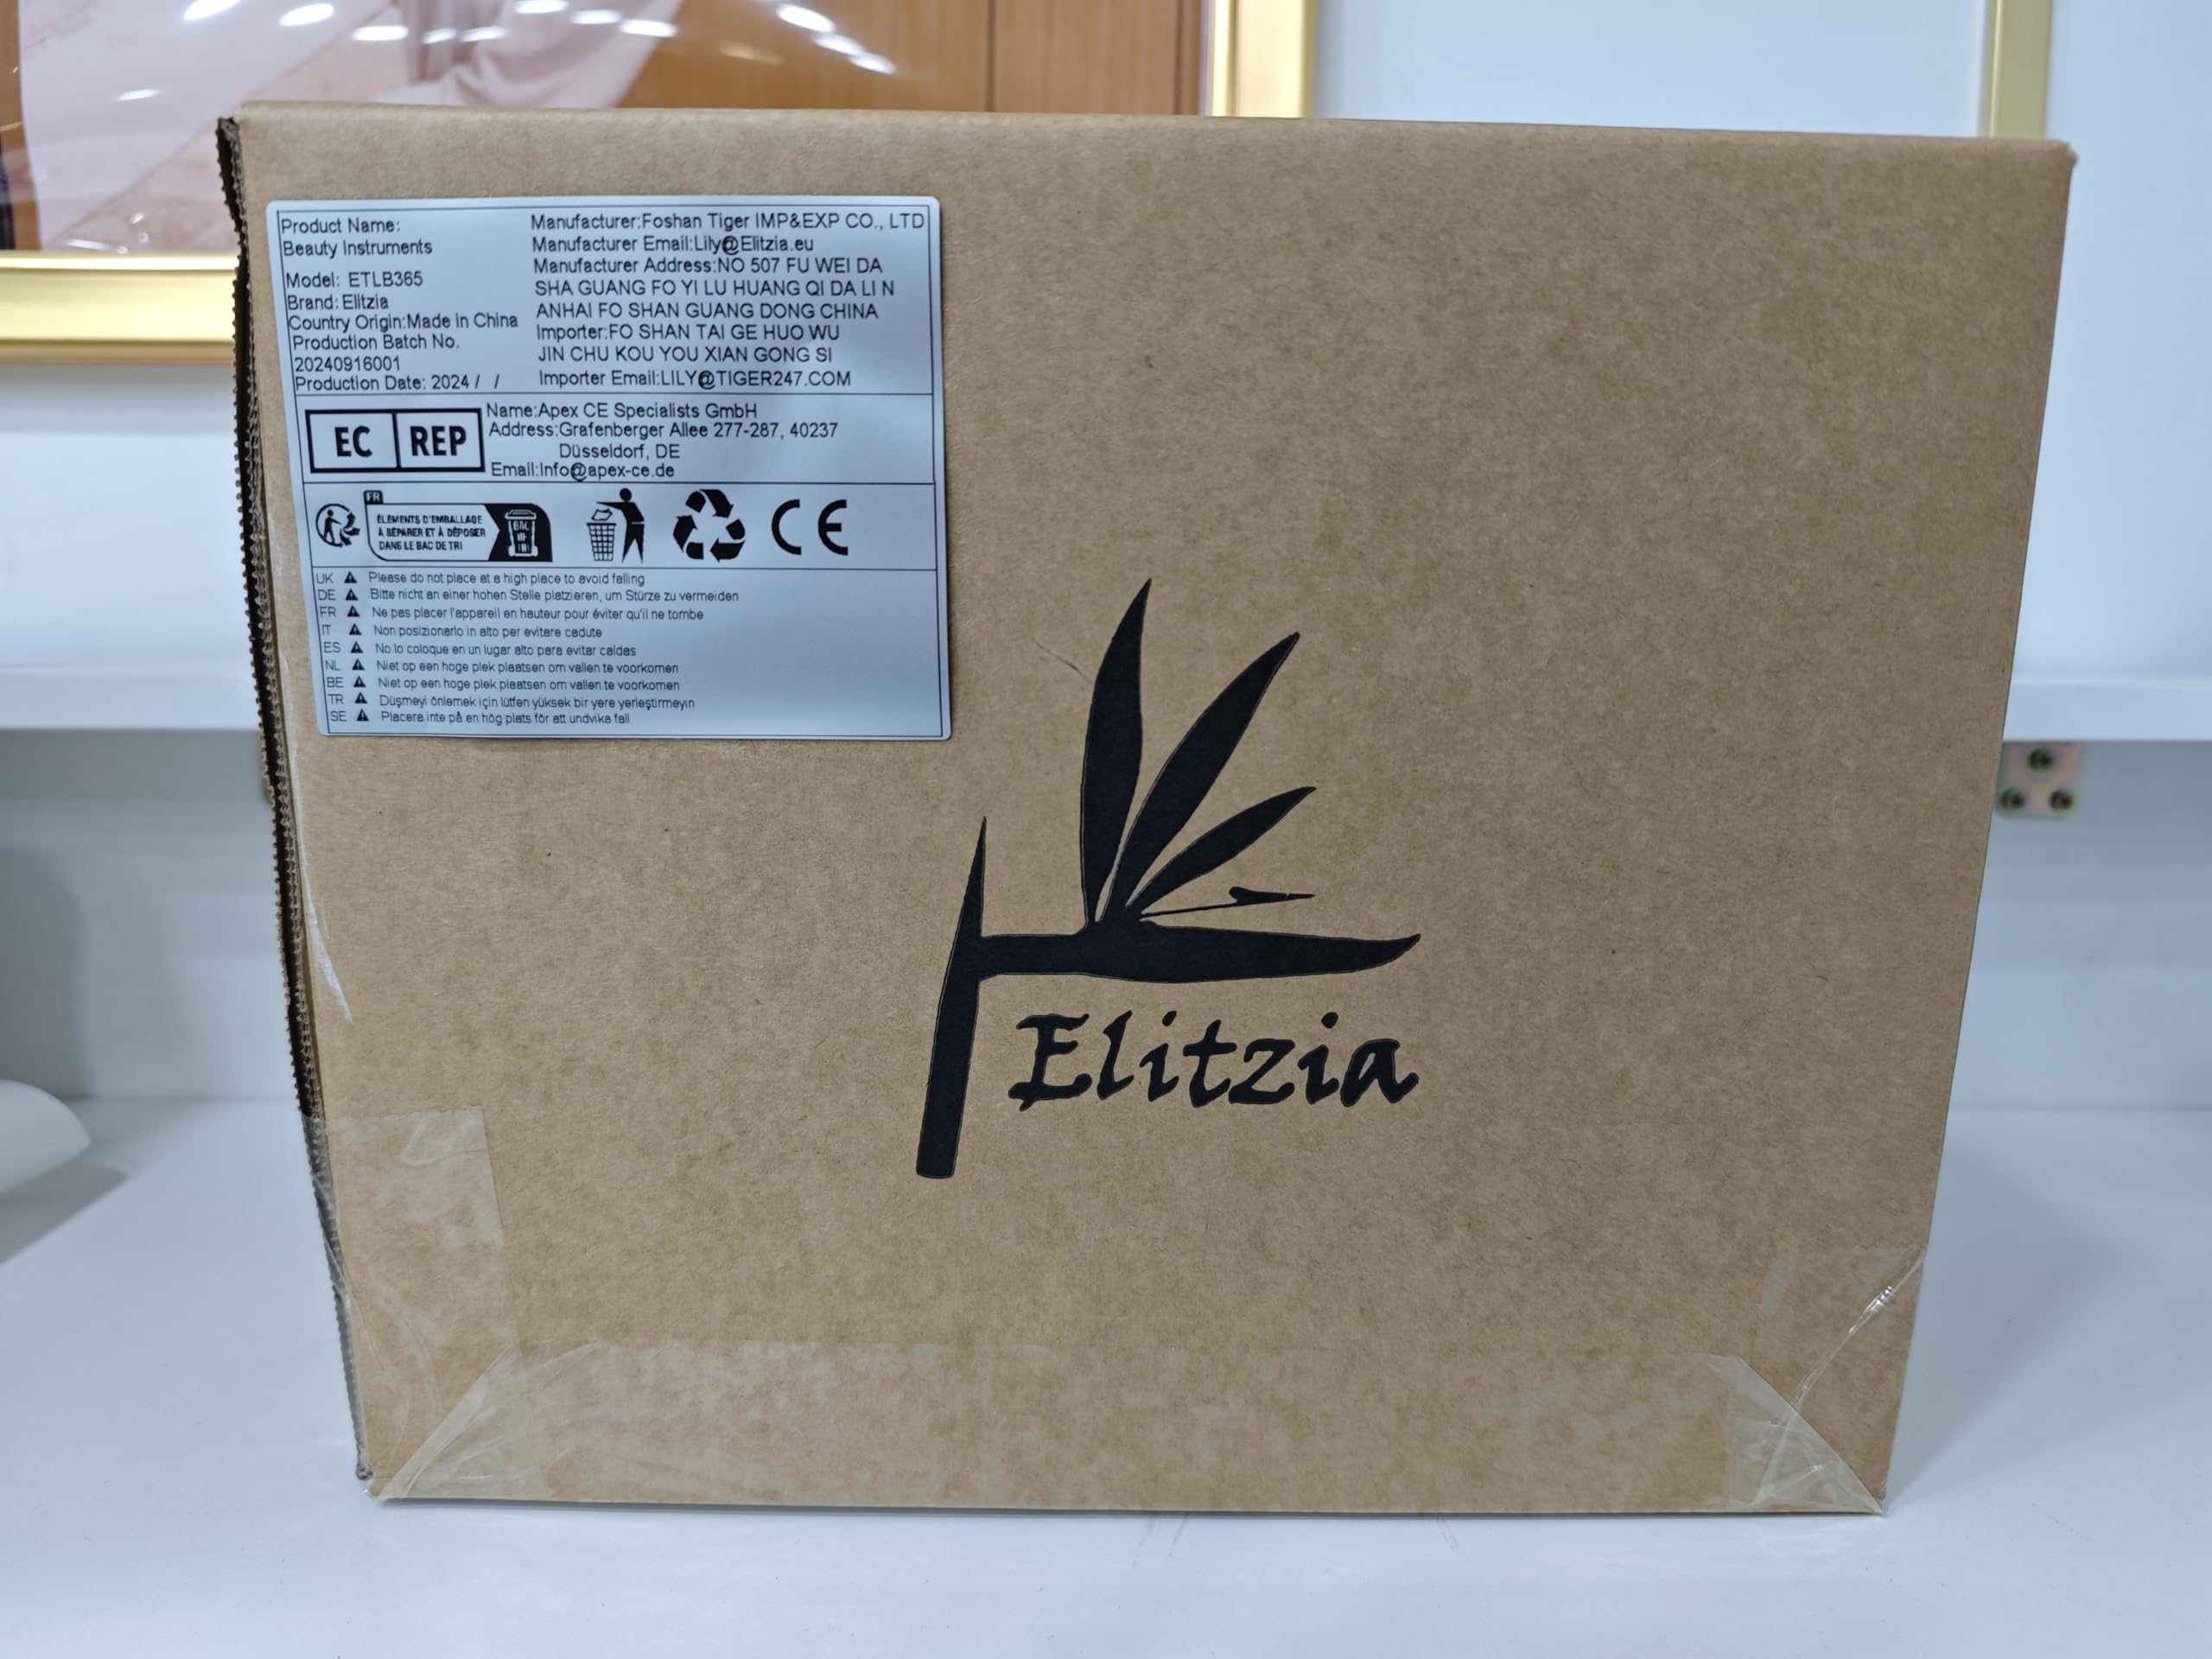 Product Name:
Beauty Instruments
Model: ETLB365
Brand: Elitzia
Country Origin:Made in China
Production Batch No.
20240916001
Production Date: 2024 / /
Manufacturer:Foshan Tiger IMP&EXP CO., LTD
Manufacturer Email:Lily@Elitzia.eu
Manufacturer Address:NO 507 FU WEI DA
SHA GUANG FO YI LU HUANG QI DA LI N
ANHAI FO SHAN GUANG DONG CHINA
Importer:FO SHAN TAI GE HUO WU
JIN CHU KOU YOU XIAN GONG SI
Importer Email:LILY@TIGER247.COM
EC REP
Name:Apex CE Specialists GmbH
Address:Grafenberger Allee 277-287, 40237
Düsseldorf, DE
Email:Info@apex-ce.de
FR
ÉLÉMENTS D'EMBALLAGE
À SÉPARER ET À DÉPOSER
DANS LE BAC DE TRI
BAC
CE
UK Please do not place at a high place to avoid falling
DE Bitte nicht an einer hohen Stelle platzieren, um Stürze zu vermeiden
FR Ne pas placer l'appareil en hauteur pour éviter qu'il ne tombe
IT Non posizionarlo in alto per evitare cadute
ES No lo coloque en un lugar alto para evitar caídas
NL Niet op een hoge plek plaatsen om vallen te voorkomen
BE Niet op een hoge plek plaatsen om vallen te voorkomen
TR Düşmeyi önlemek için lütfen yüksek bir yere yerleştirmeyin
SE Placera inte på en hög plats för att undvika fall
Elitzia